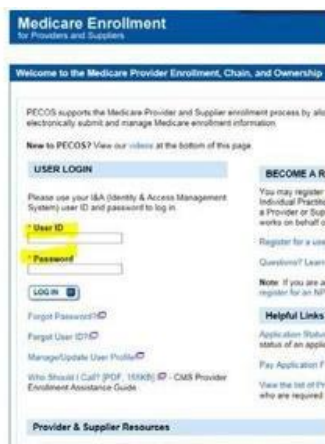 Medicare Enrollment
for Providers and Suppliers
Welcome to the Medicare Provider Enrollment, Chain, and Ownership
PECOS supports the Medicare Provider and Supplier enrollment process by allo
electronically submit and manage Medicare enrollment information.
New to PECOS? View our videos at the bottom of this page.
USER LOGIN
Please use your I&A (Identity & Access Management
System) user ID and password to log in.
* User ID
* Password
LOG IN
Forgot Password?
Forgot User ID?
Manage/Update User Profile
Who Should I Call? [PDF, 155KB] - CMS Provider
Enrollment Assistance Guide
BECOME A R
You may register
Individual Practiti
a Provider or Sup
works on behalf o
Register for a use
Questions? Learn
Note: If you are a
register for an NP
Helpful Links
Application Status
status of an applic
Pay Application F
View the list of Pr
who are required
Provider & Supplier Resources